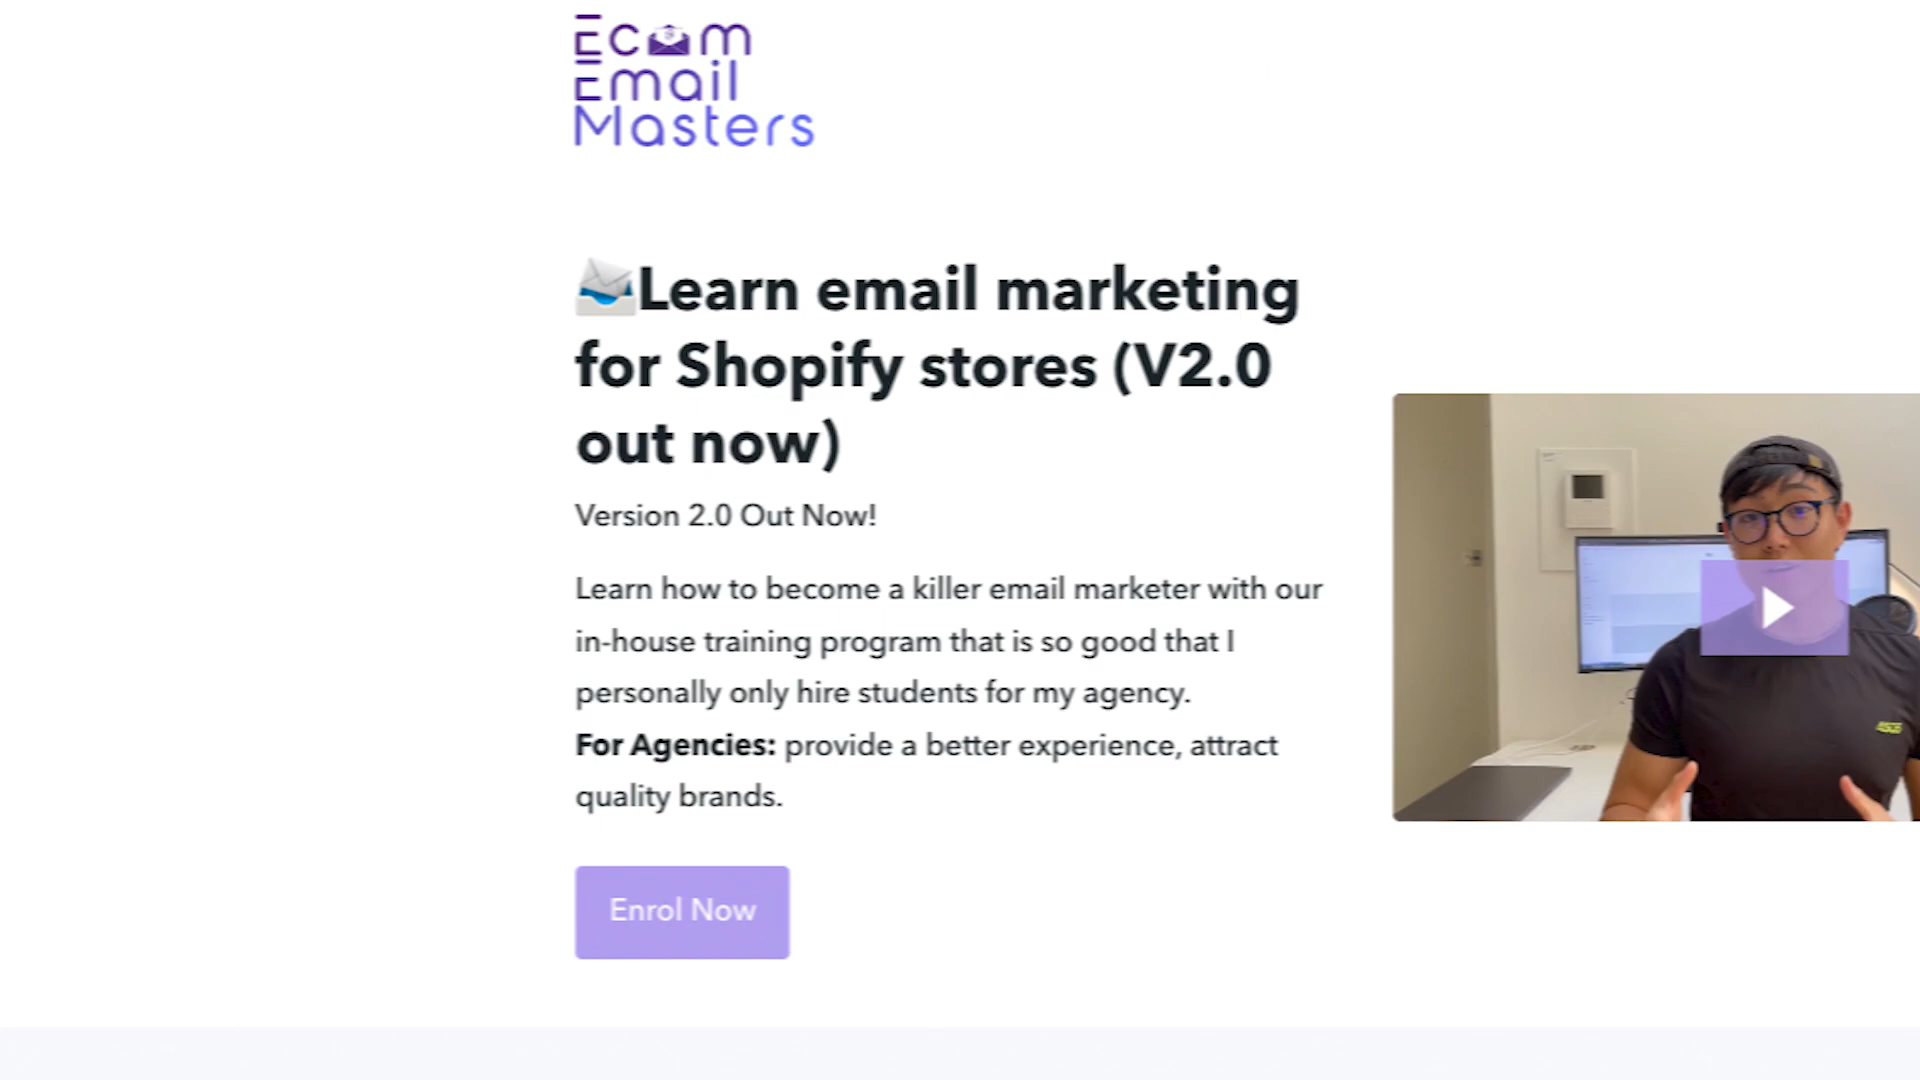 Ecom
Email
Masters
Learn email marketing
for Shopify stores (V2.0
out now)
Version 2.0 Out Now!
Learn how to become a killer email marketer with our
in-house training program that is so good that I
personally only hire students for my agency.
For Agencies: provide a better experience, attract
quality brands.
Enrol Now